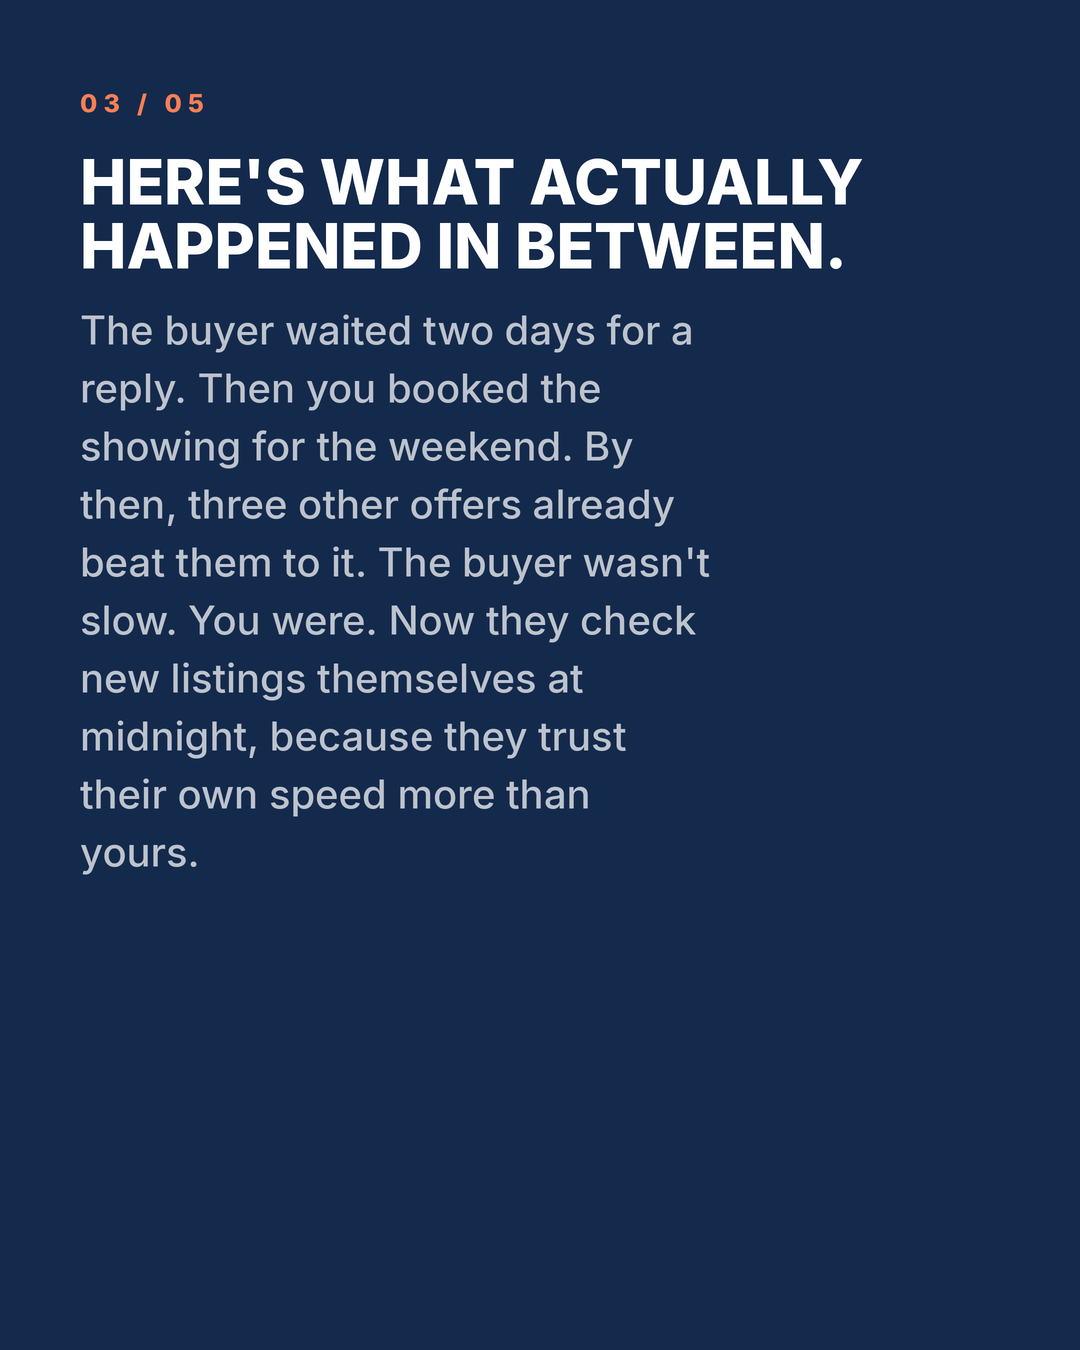 03 / 05
HERE'S WHAT ACTUALLY
HAPPENED IN BETWEEN.
The buyer waited two days for a
reply. Then you booked the
showing for the weekend. By
then, three other offers already
beat them to it. The buyer wasn't
slow. You were. Now they check
new listings themselves at
midnight, because they trust
their own speed more than
yours.